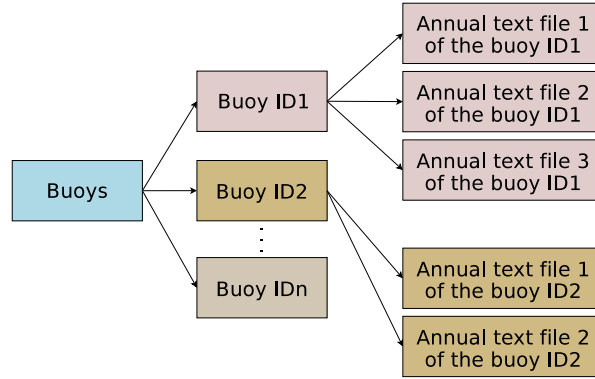 Buoys
Buoy ID1
Buoy ID2
Buoy IDn
Annual text file 1
of the buoy ID1
Annual text file 2
of the buoy ID1
Annual text file 3
of the buoy ID1
Annual text file 1
of the buoy ID2
Annual text file 2
of the buoy ID2